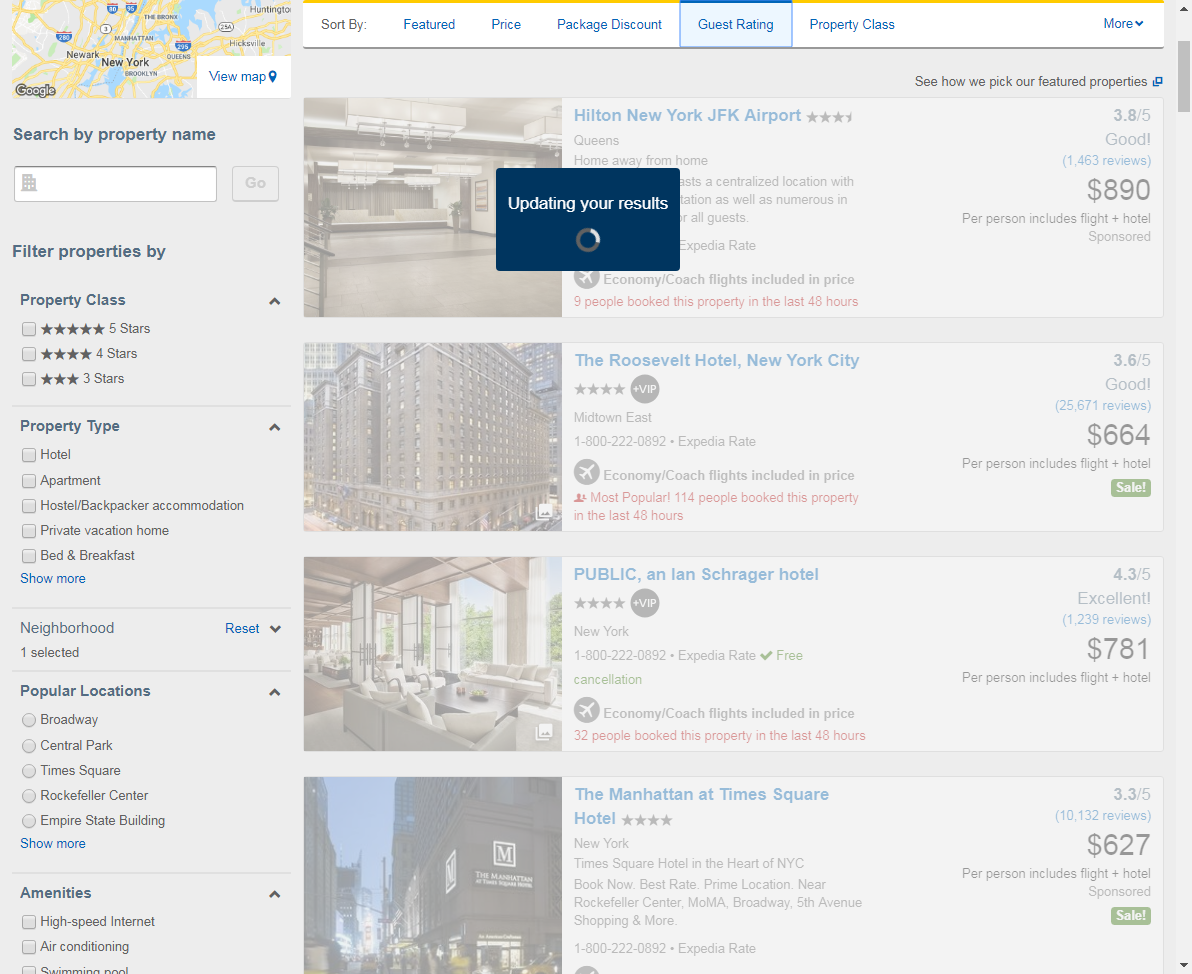 THE BRONX
Huntington
80
95
3
25A
MANHATTAN
280
295
Hicksville
Newark
New York
QUEENS
BROOKLYN
Google
View map
Search by property name
Go
Filter properties by
Property Class
5 Stars
4 Stars
3 Stars
Property Type
Hotel
Apartment
Hostel/Backpacker accommodation
Private vacation home
Bed & Breakfast
Show more
Neighborhood
Reset
1 selected
Popular Locations
Broadway
Central Park
Times Square
Rockefeller Center
Empire State Building
Show more
Amenities
High-speed Internet
Air conditioning
Swimming pool
Sort By: Featured Price Package Discount Guest Rating Property Class More
See how we pick our featured properties
Hilton New York JFK Airport
Queens
Home away from home
asts a centralized location with
tation as well as numerous in
or all guests.
Expedia Rate
Economy/Coach flights included in price
9 people booked this property in the last 48 hours
3.8/5
Good!
(1,463 reviews)
$890
Per person includes flight + hotel
Sponsored
Updating your results
The Roosevelt Hotel, New York City
+VIP
Midtown East
1-800-222-0892 • Expedia Rate
Economy/Coach flights included in price
Most Popular! 114 people booked this property
in the last 48 hours
3.6/5
Good!
(25,671 reviews)
$664
Per person includes flight + hotel
Sale!
PUBLIC, an Ian Schrager hotel
+VIP
New York
1-800-222-0892 • Expedia Rate Free
cancellation
Economy/Coach flights included in price
32 people booked this property in the last 48 hours
4.3/5
Excellent!
(1,239 reviews)
$781
Per person includes flight + hotel
M
M
THE MANHATTAN
AT TIMES SQUARE HOTEL
The Manhattan at Times Square
Hotel
New York
Times Square Hotel in the Heart of NYC
Book Now. Best Rate. Prime Location. Near
Rockefeller Center, MoMA, Broadway, 5th Avenue
Shopping & More.
1-800-222-0892 • Expedia Rate
3.3/5
(10,132 reviews)
$627
Per person includes flight + hotel
Sponsored
Sale!